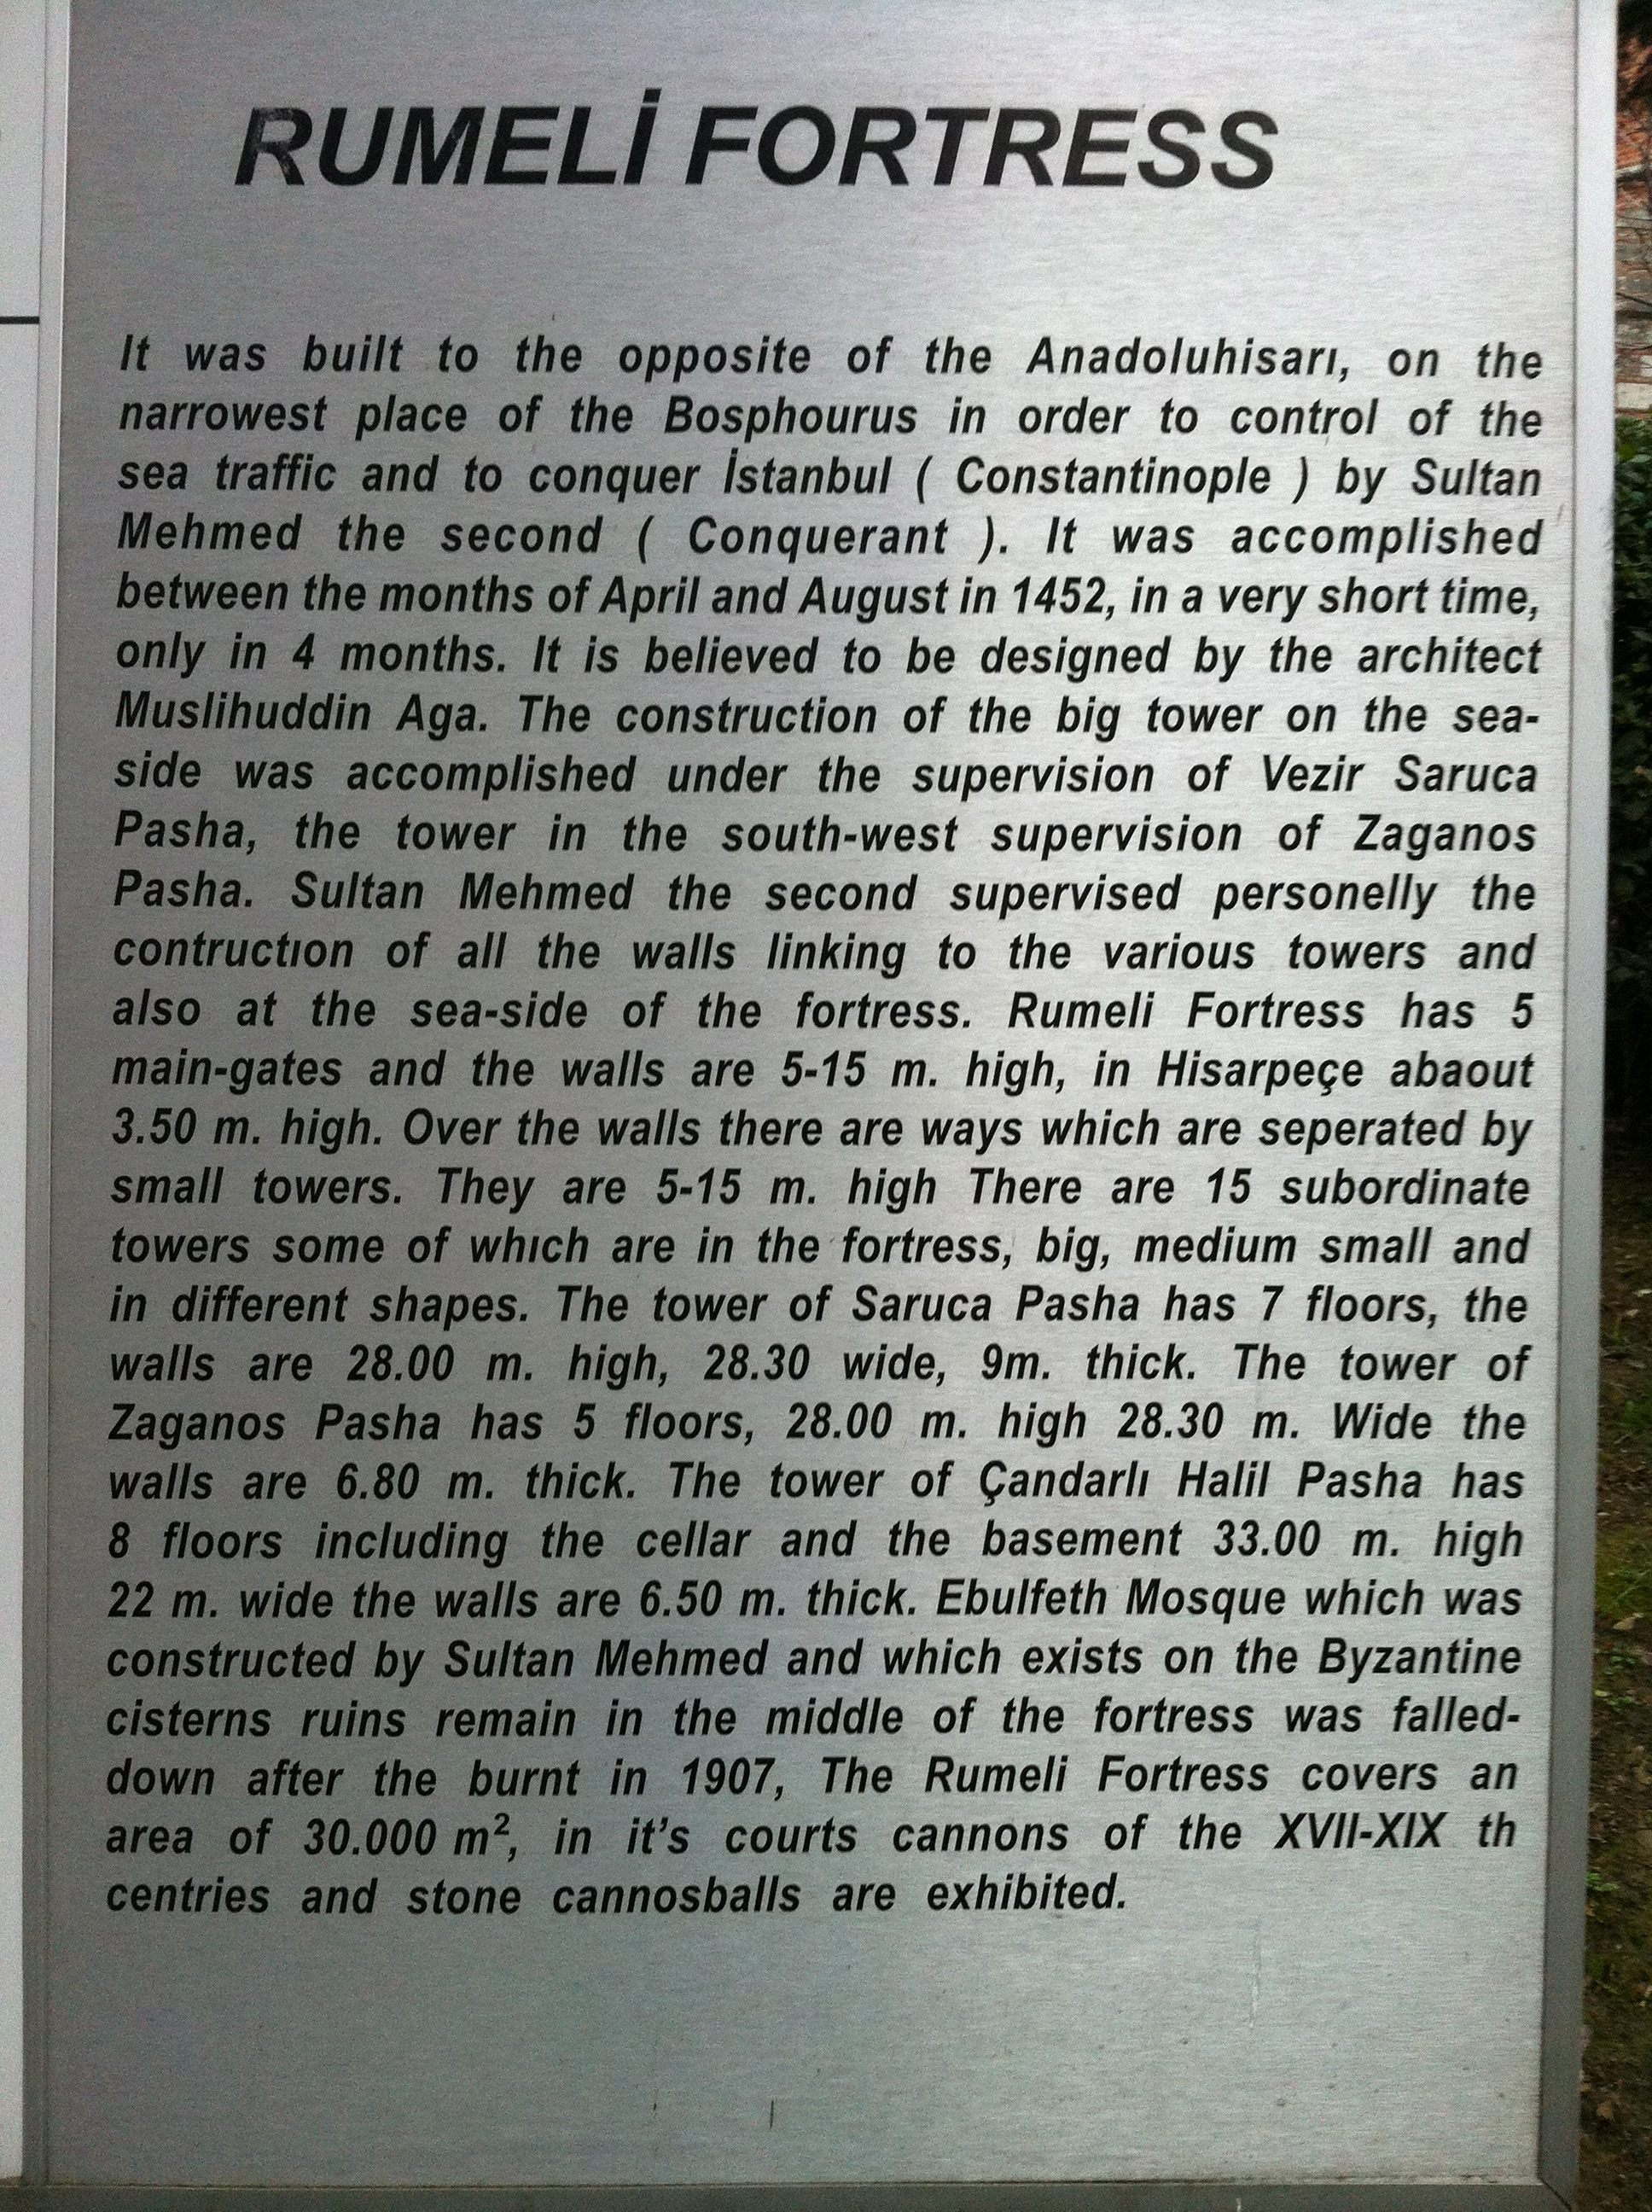 RUMELİ FORTRESS
It was built to the opposite of the Anadoluhisarı, on the
narrowest place of the Bosphourus in order to control of the
sea traffic and to conquer İstanbul ( Constantinople ) by Sultan
Mehmed the second ( Conquerant ). It was accomplished
between the months of April and August in 1452, in a very short time,
only in 4 months. It is believed to be designed by the architect
Muslihuddin Aga. The construction of the big tower on the sea-
side was accomplished under the supervision of Vezir Saruca
Pasha, the tower in the south-west supervision of Zaganos
Pasha. Sultan Mehmed the second supervised personelly the
contructıon of all the walls linking to the various towers and
also at the sea-side of the fortress. Rumeli Fortress has 5
main-gates and the walls are 5-15 m. high, in Hisarpeçe abaout
3.50 m. high. Over the walls there are ways which are seperated by
small towers. They are 5-15 m. high There are 15 subordinate
towers some of whıch are in the fortress, big, medium small and
in different shapes. The tower of Saruca Pasha has 7 floors, the
walls are 28.00 m. high, 28.30 wide, 9m. thick. The tower of
Zaganos Pasha has 5 floors, 28.00 m. high 28.30 m. Wide the
walls are 6.80 m. thick. The tower of Çandarlı Halil Pasha has
8 floors including the cellar and the basement 33.00 m. high
22 m. wide the walls are 6.50 m. thick. Ebulfeth Mosque which was
constructed by Sultan Mehmed and which exists on the Byzantine
cisterns ruins remain in the middle of the fortress was falled-
down after the burnt in 1907, The Rumeli Fortress covers an
area of 30.000 m², in it's courts cannons of the XVII-XIX th
centries and stone cannosballs are exhibited.